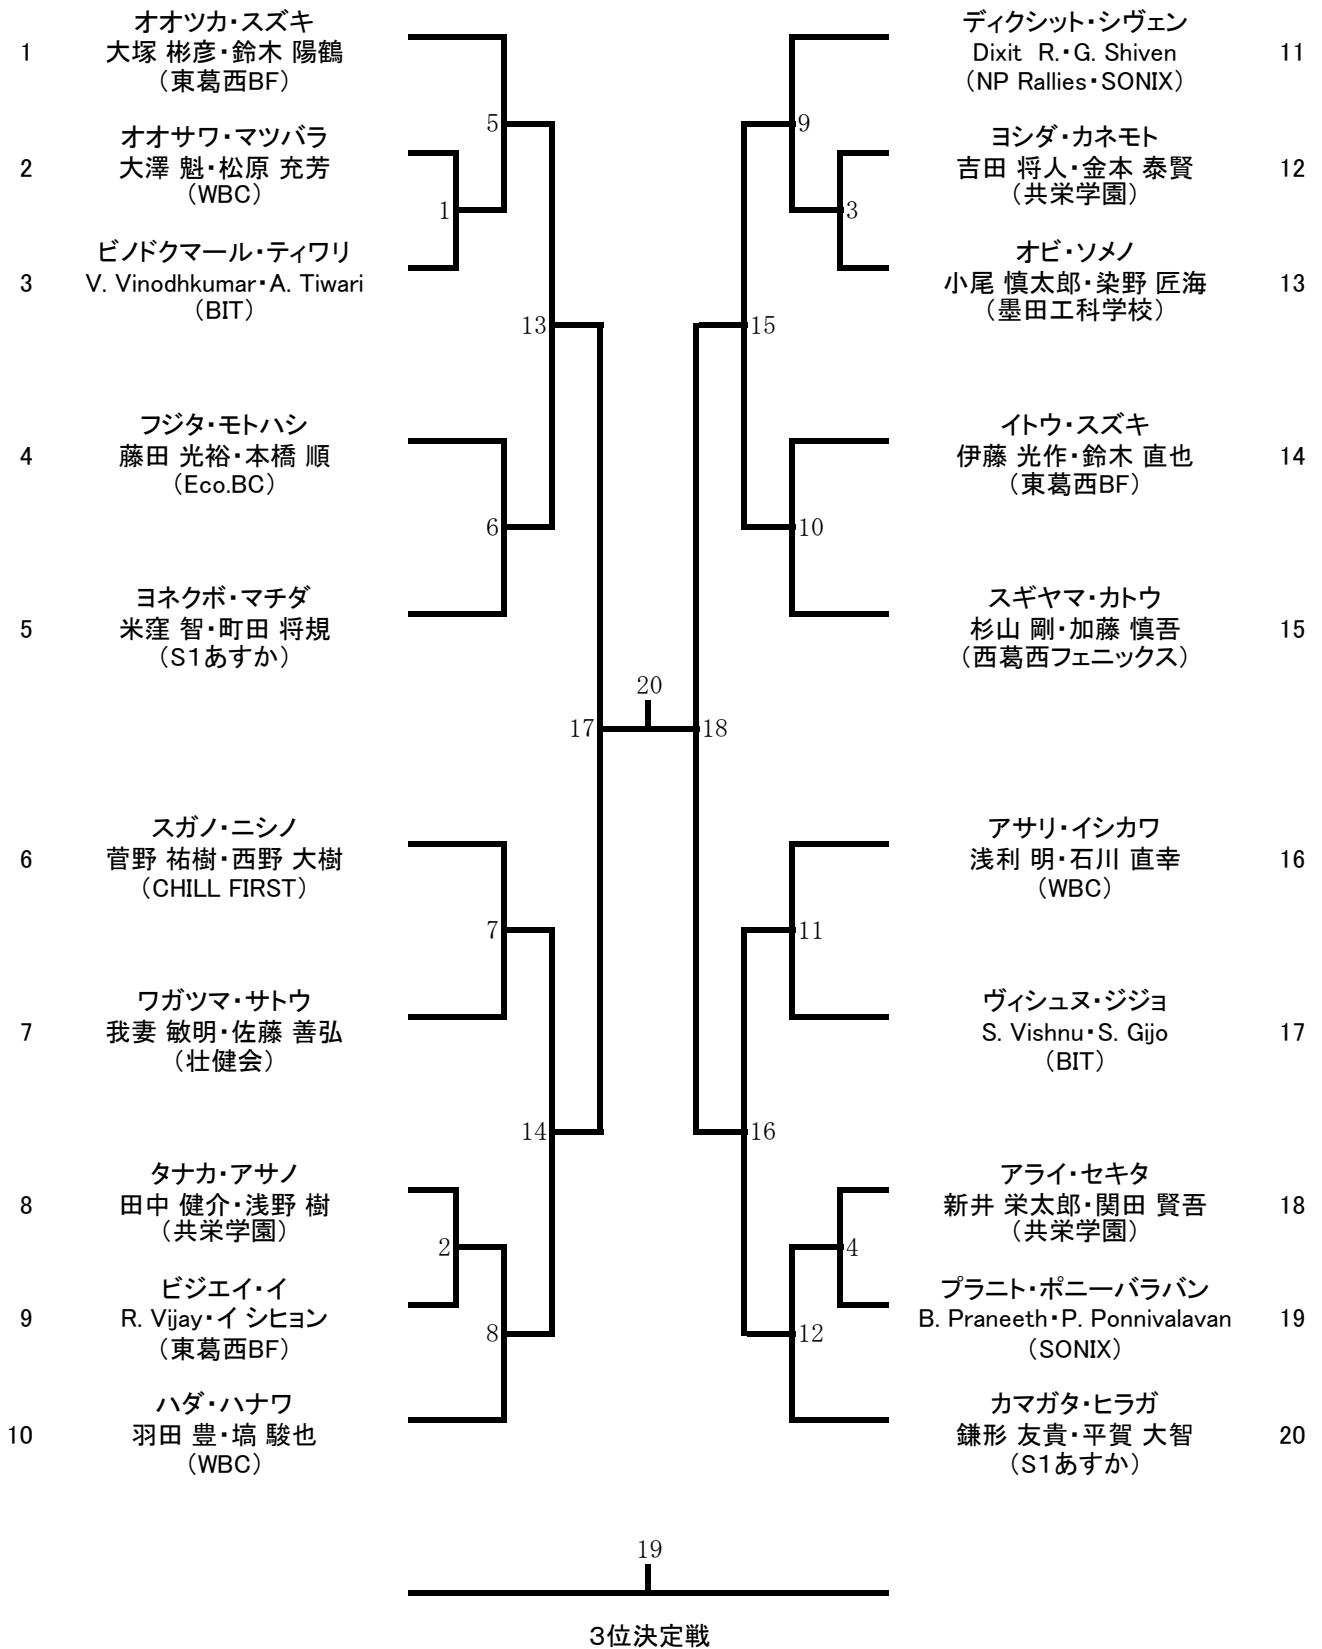 オオツカ・スズキ
1
大塚 彬彦・鈴木 陽鶴
（東葛西BF）
オオサワ・マツバラ
2
大澤 魁・松原 充芳
（WBC）
ビノドクマール・ティワリ
3
V. Vinodhkumar・A. Tiwari
（BIT）
フジタ・モトハシ
4
藤田 光裕・本橋 順
（Eco.BC）
ヨネクボ・マチダ
5
米窪 智・町田 将規
（S1あすか）
スガノ・ニシノ
6
菅野 祐樹・西野 大樹
（CHILL FIRST）
ワガツマ・サトウ
7
我妻 敏明・佐藤 善弘
（壮健会）
タナカ・アサノ
8
田中 健介・浅野 樹
（共栄学園）
ビジエイ・イ
9
R. Vijay・イ シヒョン
（東葛西BF）
ハダ・ハナワ
10
羽田 豊・塙 駿也
（WBC）
5
1
13
6
17
7
14
2
8
20
18
9
3
15
10
11
16
4
12
ディクシット・シヴェン
Dixit R.・G. Shiven
11
（NP Rallies・SONIX）
ヨシダ・カネモト
吉田 将人・金本 泰賢
12
（共栄学園）
オビ・ソメノ
小尾 慎太郎・染野 匠海
13
（墨田工科学校）
イトウ・スズキ
伊藤 光作・鈴木 直也
14
（東葛西BF）
スギヤマ・カトウ
杉山 剛・加藤 慎吾
15
（西葛西フェニックス）
アサリ・イシカワ
浅利 明・石川 直幸
16
（WBC）
ヴィシュヌ・ジジョ
S. Vishnu・S. Gijo
17
（BIT）
アライ・セキタ
新井 栄太郎・関田 賢吾
18
（共栄学園）
プラニト・ポニーバラバン
B. Praneeth・P. Ponnivalavan
19
（SONIX）
カマガタ・ヒラガ
鎌形 友貴・平賀 大智
20
（S1あすか）
19
3位決定戦